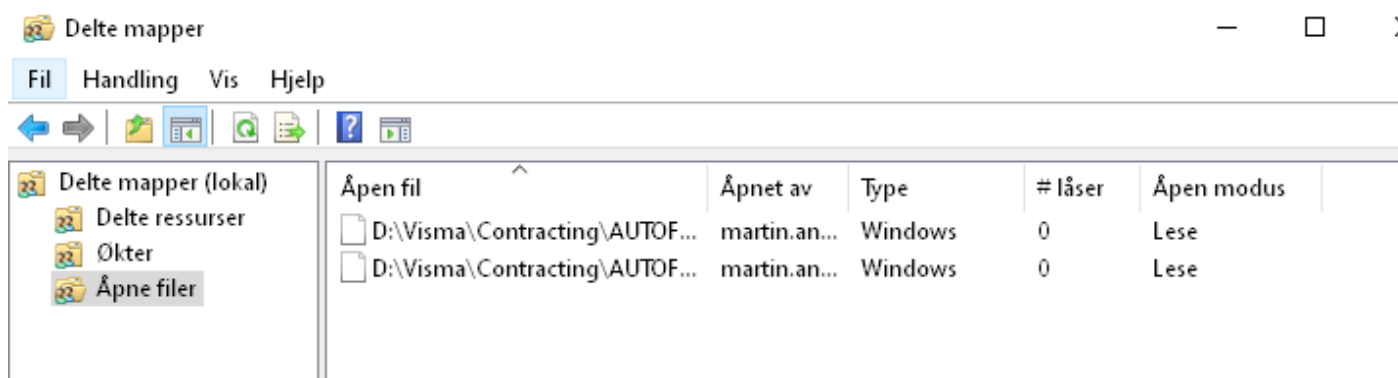 Delte mapper
Fil Handling Vis Hjelp
Delte mapper (lokal)
Delte ressurser
Økter
Åpne filer
Åpen fil Åpnet av Type # låser Åpen modus
D:\Visma\Contracting\AUTOF... martin.an... Windows 0 Lese
D:\Visma\Contracting\AUTOF... martin.an... Windows 0 Lese